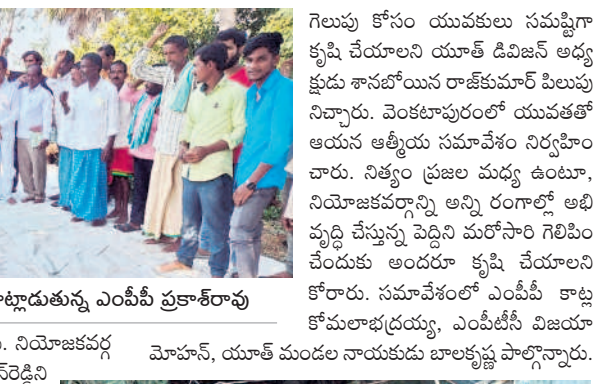 గెలుపు కోసం యువకులు సమష్టిగా
కృషి చేయాలని యూత్ డివిజన్ అధ్య
క్షుడు శానబోయిన రాజ్‌కుమార్ పిలుపు
నిచ్చారు. వెంకటాపురంలో యువతతో
ఆయన ఆత్మీయ సమావేశం నిర్వహిం
చారు. నిత్యం ప్రజల మధ్య ఉంటూ,
నియోజకవర్గాన్ని అన్ని రంగాల్లో అభి
వృద్ధి చేస్తున్న పెద్దిని మరోసారి గెలిపిం
చేందుకు అందరూ కృషి చేయాలని
కోరారు. సమావేశంలో ఎంపీపీ కాట్ల
కోమలాభద్రయ్య, ఎంపీటీసీ విజయా
మోహన్, యూత్ మండల నాయకుడు బాలకృష్ణ పాల్గొన్నారు.
ట్లాడుతున్న ఎంపీపీ ప్రకాశ్‌రావు
. నియోజకవర్గ
న్‌రెడ్డిని